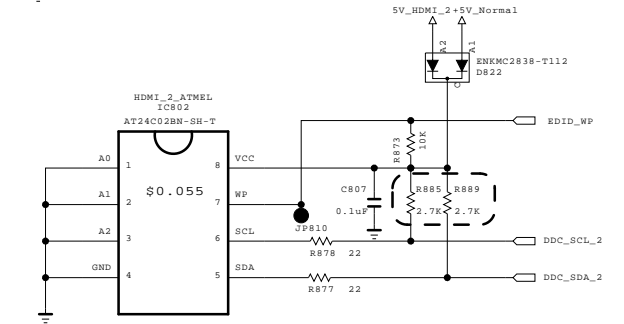 5V_HDMI_2 +5V_Normal
A2
A1
ENKMC2838-T112
D822
HDMI_2_ATMEL
IC802
AT24C02BN-SH-T
EDID_WP
R873
10K
A0
1
8
VCC
$0.055
C807
0.1uF
R885
R889
2.7K
2.7K
A1
2
7
WP
JP810
A2
3
6
SCL
R878 22
DDC_SCL_2
GND
4
5
SDA
R877 22
DDC_SDA_2